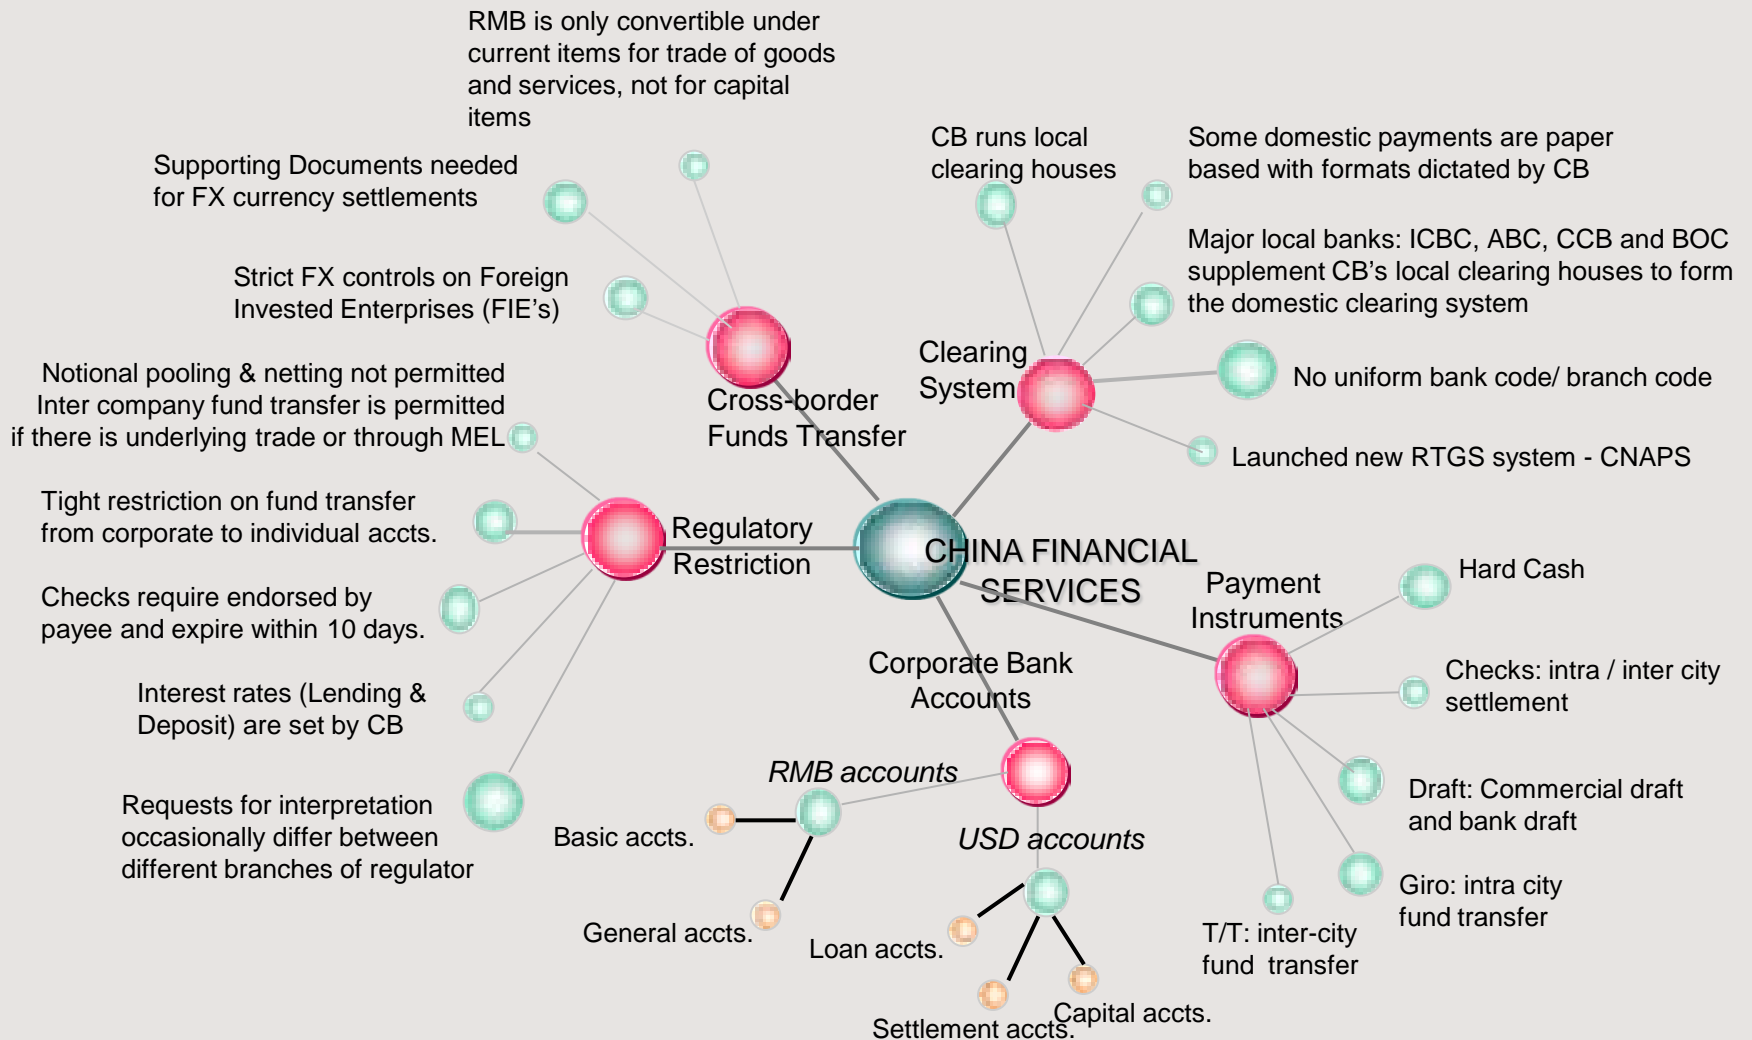 RMB is only convertible under
current items for trade of goods
and services, not for capital
items
Supporting Documents needed
for FX currency settlements
Strict FX controls on Foreign
Invested Enterprises (FIE's)
Cross-border
Funds Transfer
CB runs local
clearing houses
Some domestic payments are paper
based with formats dictated by CB
Major local banks: ICBC, ABC, CCB and BOC
supplement CB's local clearing houses to form
the domestic clearing system
Clearing
System
No uniform bank code/ branch code
Launched new RTGS system - CNAPS
Notional pooling & netting not permitted
Inter company fund transfer is permitted
if there is underlying trade or through MEL
Tight restriction on fund transfer
from corporate to individual accts.
Checks require endorsed by
payee and expire within 10 days.
Interest rates (Lending &
Deposit) are set by CB
Requests for interpretation
occasionally differ between
different branches of regulator
Regulatory
Restriction
CHINA FINANCIAL
SERVICES
Payment
Instruments
Hard Cash
Checks: intra / inter city
settlement
Draft: Commercial draft
and bank draft
Giro: intra city
fund transfer
T/T: inter-city
fund transfer
Corporate Bank
Accounts
RMB accounts
Basic accts.
General accts.
USD accounts
Loan accts.
Settlement accts.
Capital accts.